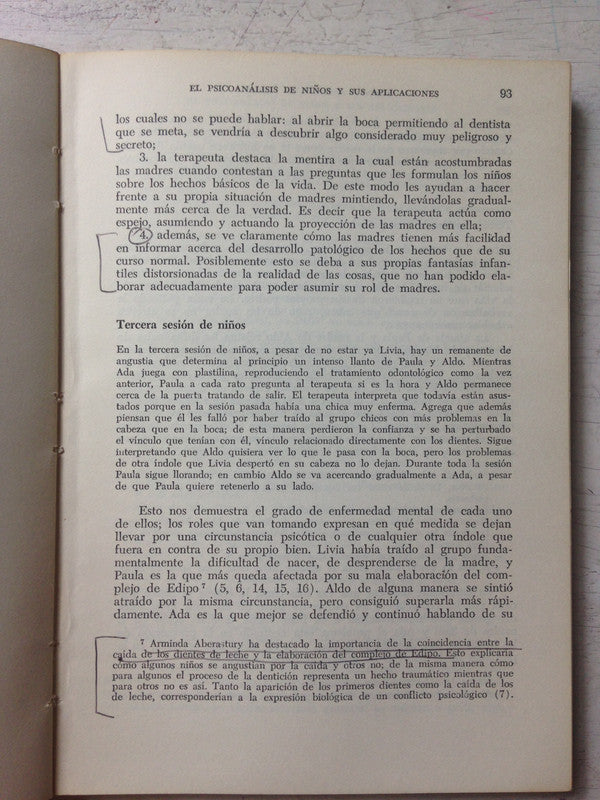 EL PSICOANÁLISIS DE NIÑOS Y SUS APLICACIONES 93
los cuales no se puede hablar: al abrir la boca permitiendo al dentista
que se meta, se vendría a descubrir algo considerado muy peligroso y
secreto;
3. la terapeuta destaca la mentira a la cual están acostumbradas
las madres cuando contestan a las preguntas que les formulan los niños
sobre los hechos básicos de la vida. De este modo les ayudan a hacer
frente a su propia situación de madres mintiendo, llevándolas gradual-
mente más cerca de la verdad. Es decir que la terapeuta actúa como
espejo, asumiendo y actuando la proyección de las madres en ella;
4. además, se ve claramente cómo las madres tienen más facilidad
en informar acerca del desarrollo patológico de los hechos que de su
curso normal. Posiblemente esto se deba a sus propias fantasías infan-
tiles distorsionadas de la realidad de las cosas, que no han podido ela-
borar adecuadamente para poder asumir su rol de madres.
Tercera sesión de niños
En la tercera sesión de niños, a pesar de no estar ya Livia, hay un remanente de
angustia que determina al principio un intenso llanto de Paula y Aldo. Mientras
Ada juega con plastilina, reproduciendo el tratamiento odontológico como la vez
anterior, Paula a cada rato pregunta al terapeuta si es la hora y Aldo permanece
cerca de la puerta tratando de salir. El terapeuta interpreta que todavía están asus-
tados porque en la sesión pasada había una chica muy enferma. Agrega que además
piensan que él les falló por haber traído al grupo chicos con más problemas en la
cabeza que en la boca; de esta manera perdieron la confianza y se ha perturbado
el vínculo que tenían con él, vínculo relacionado directamente con los dientes. Sigue
interpretando que Aldo quisiera ver lo que le pasa con la boca, pero los problemas
de otra índole que Livia despertó en su cabeza no lo dejan. Durante toda la sesión
Paula sigue llorando; en cambio Aldo se va acercando gradualmente a Ada, a pesar
de que Paula quiere retenerlo a su lado.
Esto nos demuestra el grado de enfermedad mental de cada uno
de ellos; los roles que van tomando expresan en qué medida se dejan
llevar por una circunstancia psicótica o de cualquier otra índole que
fuera en contra de su propio bien. Livia había traído al grupo funda-
mentalmente la dificultad de nacer, de desprenderse de la madre, y
Paula es la que más queda afectada por su mala elaboración del com-
plejo de Edipo ⁷ (5, 6, 14, 15, 16). Aldo de alguna manera se sintió
atraído por la misma circunstancia, pero consiguió superarla más rápi-
damente. Ada es la que mejor se defendió y continuó hablando de su
⁷ Arminda Aberastury ha destacado la importancia de la coincidencia entre la
caída de los dientes de leche y la elaboración del complejo de Edipo. Esto explicaría
cómo algunos niños se angustian por la caída y otros no; de la misma manera cómo
para algunos el proceso de la dentición representa un hecho traumático mientras que
para otros no es así. Tanto la aparición de los primeros dientes como la caída de los
de leche, corresponderían a la expresión biológica de un conflicto psicológico (7).